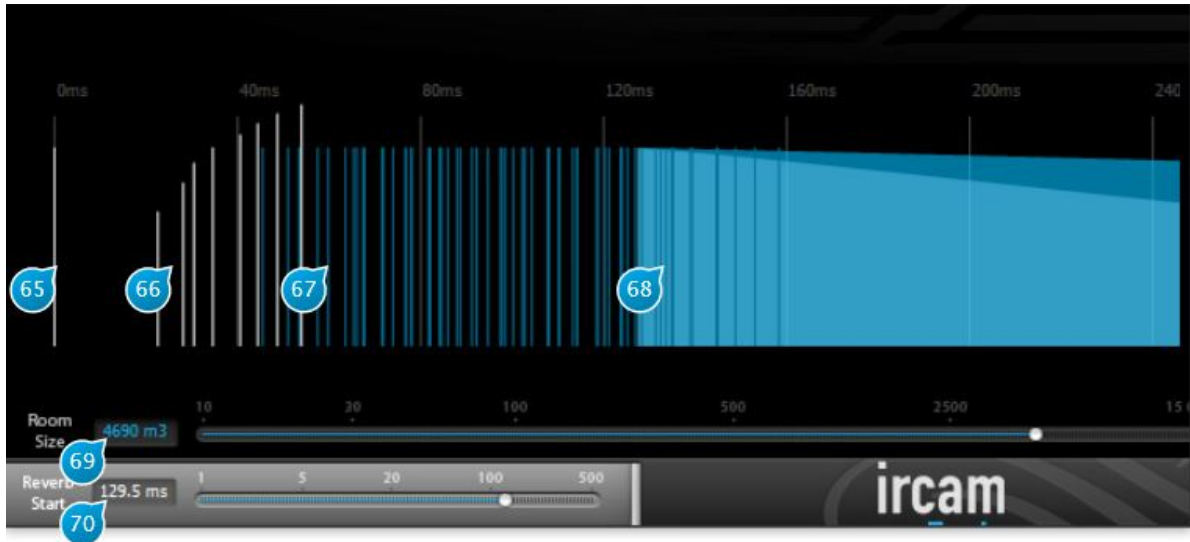 0ms 40ms 80ms 120ms 160ms 200ms 240
65 66 67 68
10 20 100 500 2500 15
Room
Size 4690 m3
69
Reverb
Start 129.5 ms 1 5 20 100 500
70
ircam